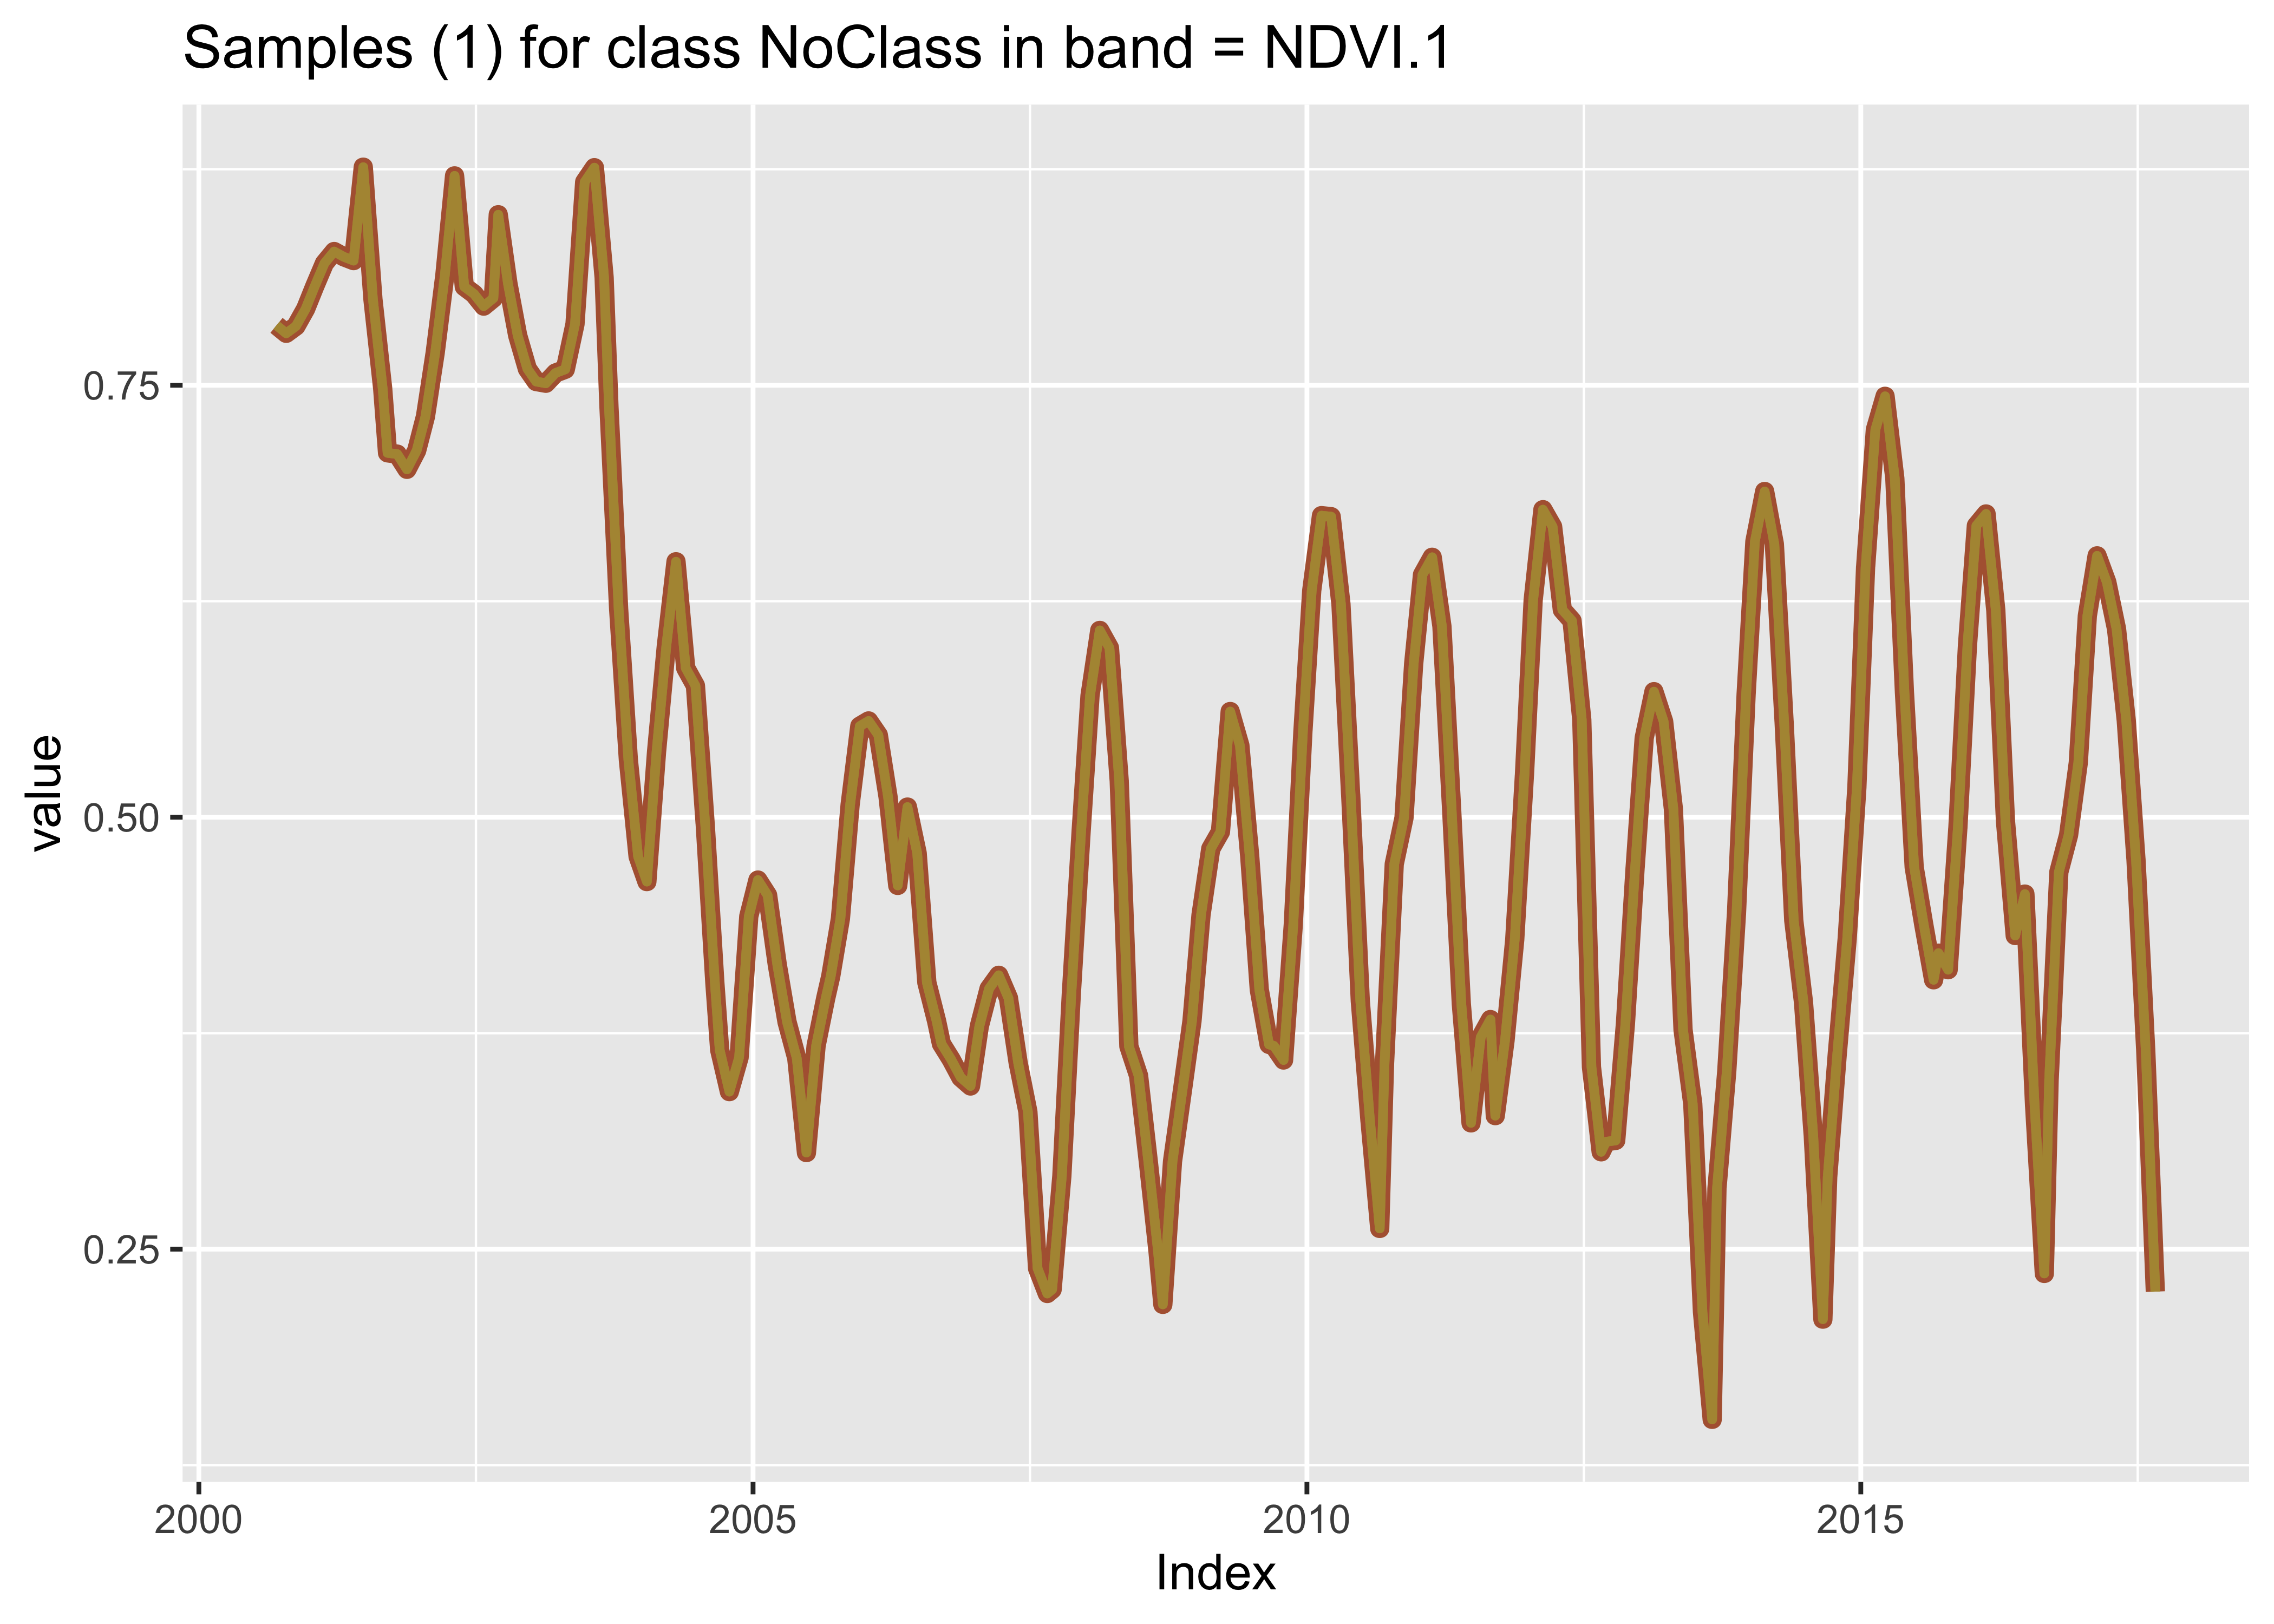 Samples (1) for class NoClass in band = NDVI.1
value
0.75
0.50
0.25
2000 2005 2010 2015
Index